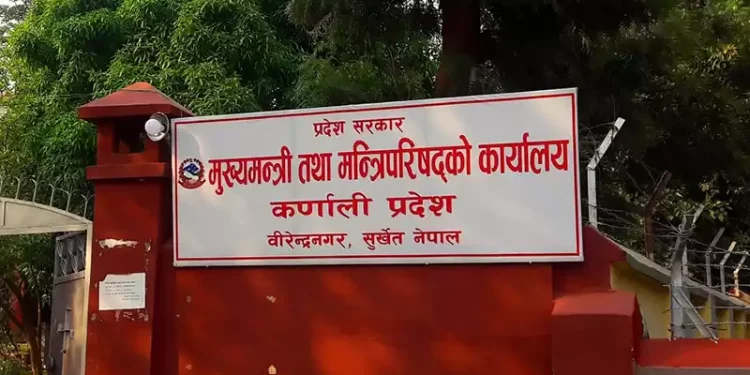 प्रदेश सरकार
मुख्यमन्त्री तथा मन्त्रिपरिषद्को कार्यालय
कर्णाली प्रदेश
वीरेन्द्रनगर, सुर्खेत नेपाल